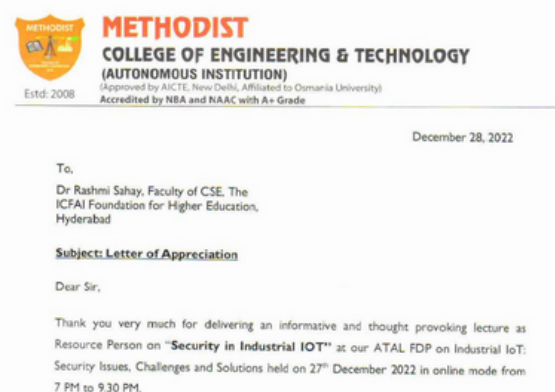 METHODIST
METHODIST
COLLEGE OF ENGINEERING & TECHNOLOGY
(AUTONOMOUS INSTITUTION)
(Approved by AICTE, New Delhi, Affiliated to Osmania University)
Estd: 2008
Accredited by NBA and NAAC with A+ Grade
December 28, 2022
To,
Dr Rashmi Sahay, Faculty of CSE, The
ICFAI Foundation for Higher Education,
Hyderabad
Subject: Letter of Appreciation
Dear Sir,
Thank you very much for delivering an informative and thought provoking lecture as
Resource Person on "Security in Industrial IOT" at our ATAL FDP on Industrial IoT:
Security Issues, Challenges and Solutions held on 27th December 2022 in online mode from
7 PM to 9.30 PM.